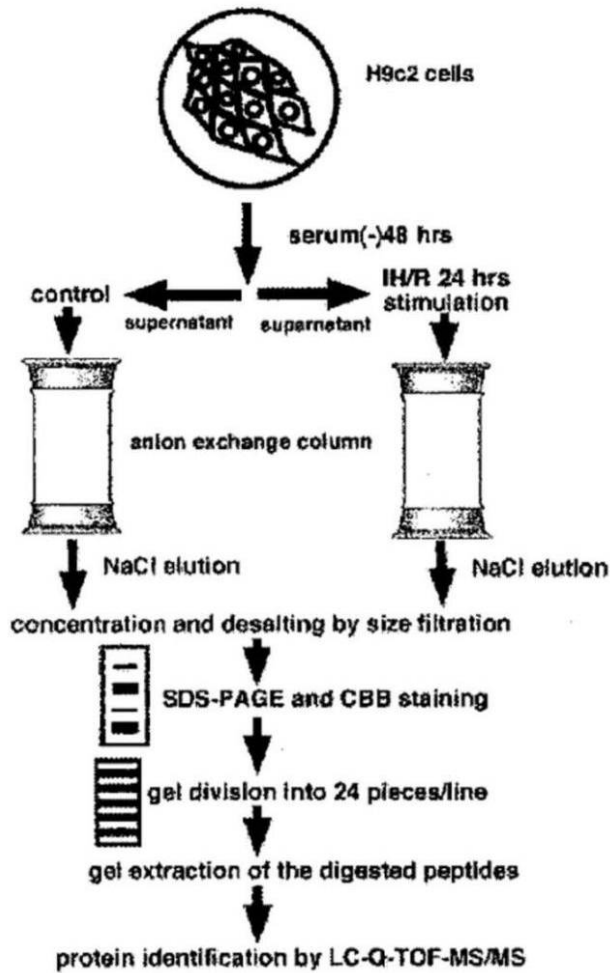 H9c2 cells
serum(-)48 hrs
control
IH/R 24 hrs
stimulation
supernatant
supernatant
anion exchange column
NaCl elution
NaCl elution
concentration and desalting by size filtration
SDS-PAGE and CBB staining
gel division into 24 pieces/line
gel extraction of the digested peptides
protein identification by LC-Q-TOF-MS/MS